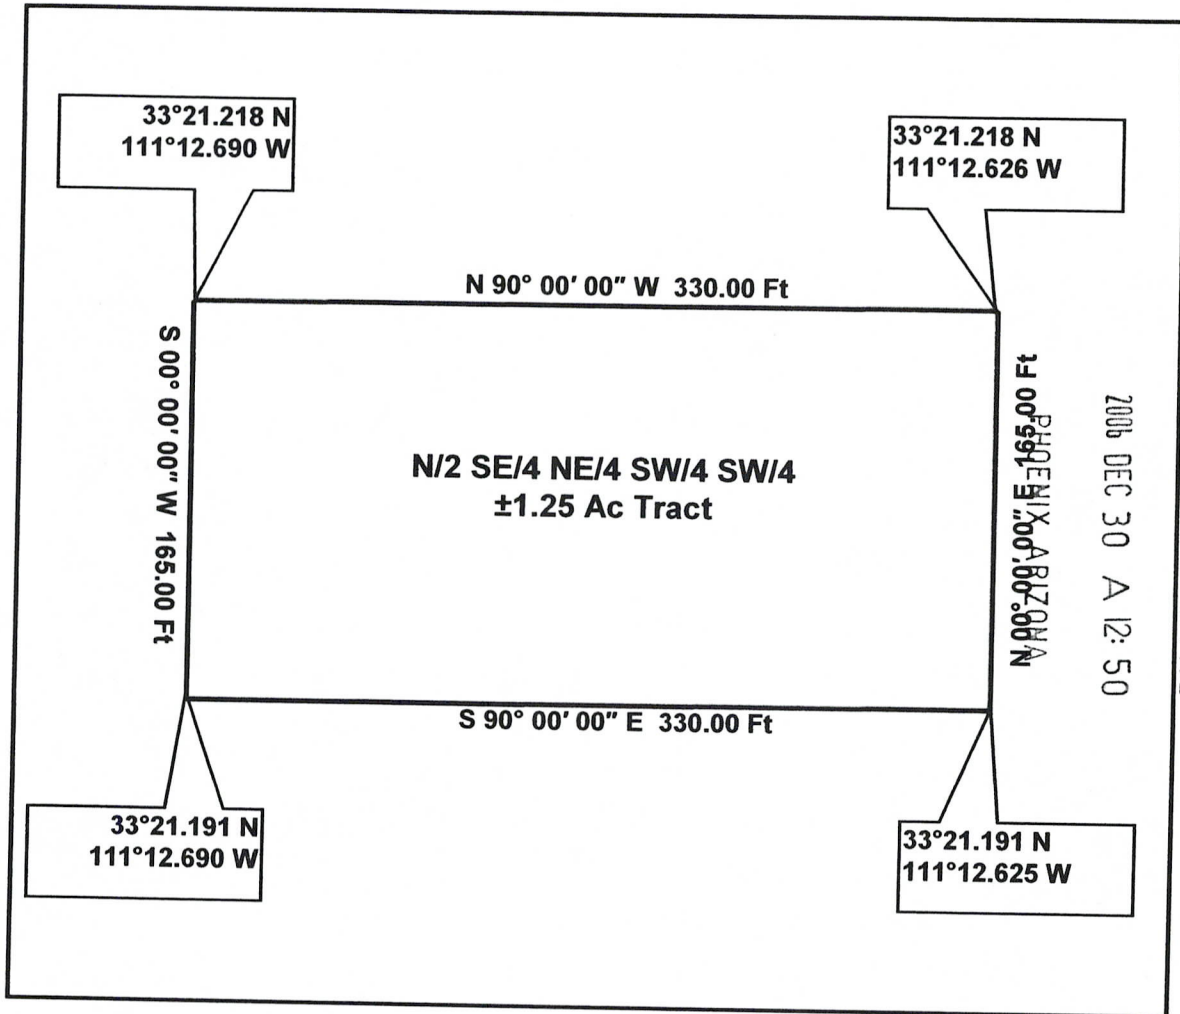 33°21.218 N
111°12.690 W
33°21.218 N
111°12.626 W
N 90° 00' 00" W 330.00 Ft
S 00° 00' 00" W 165.00 Ft
N/2 SE/4 NE/4 SW/4 SW/4
±1.25 Ac Tract
N 00° 00' 00" E 165.00 Ft
PHOENIX ARIZONA
2006 DEC 30 A 12: 50
S 90° 00' 00" E 330.00 Ft
33°21.191 N
111°12.690 W
33°21.191 N
111°12.625 W